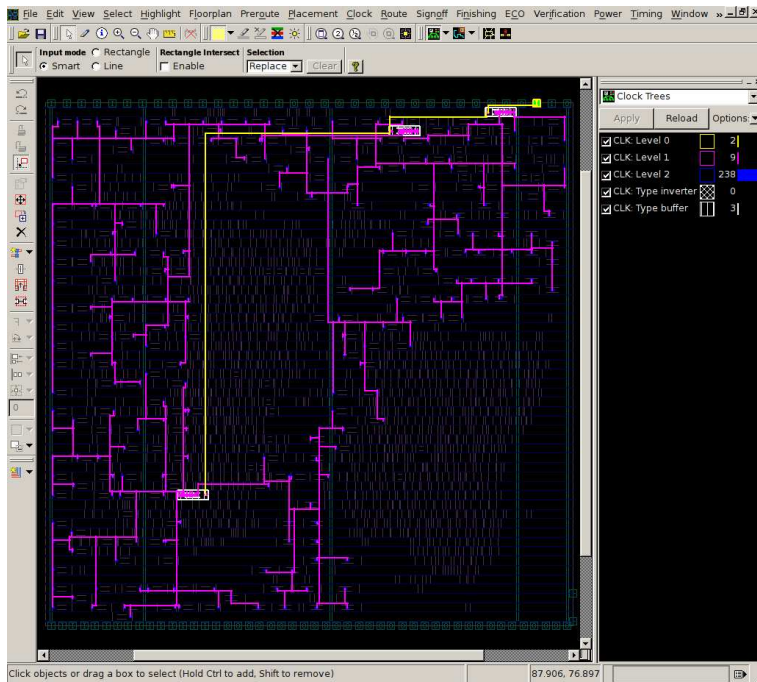 File Edit View Select Highlight Floorplan Preroute Placement Clock Route Signoff Finishing ECO Verification Power Timing Window »
Input mode Rectangle Rectangle Intersect Selection
Smart Line Enable Replace Clear
Clock Trees
Apply Reload Options:
CLK: Level 0 2
CLK: Level 1 9
CLK: Level 2 238
CLK: Type inverter 0
CLK: Type buffer 3
0
Click objects or drag a box to select (Hold Ctrl to add, Shift to remove) 87.906, 76.897